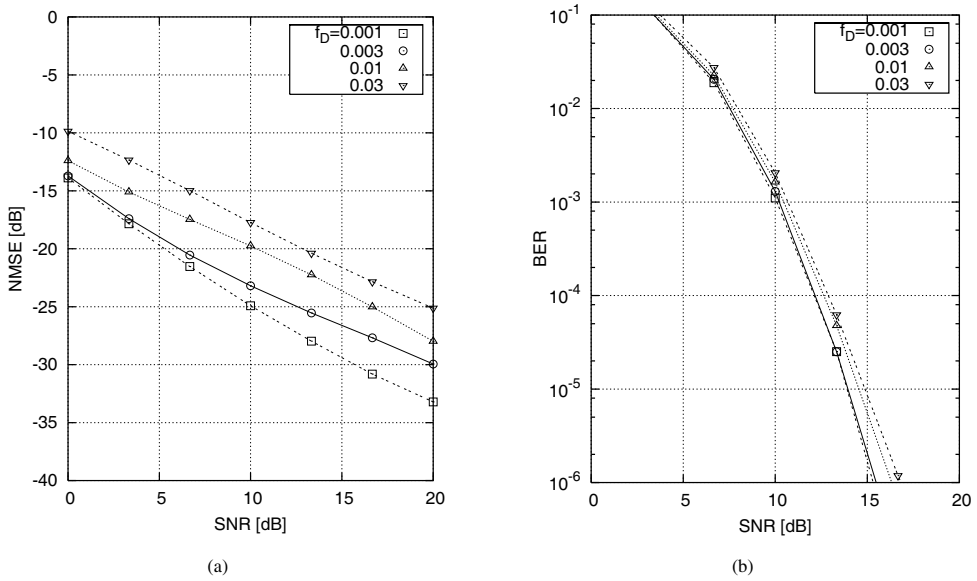 0
-5
-10
-15
-20
-25
-30
-35
-40
NMSE [dB]
f_D=0.001
0.003
0.01
0.03
0 5 10 15 20
SNR [dB]
(a)
10^-1
10^-2
10^-3
10^-4
10^-5
10^-6
BER
f_D=0.001
0.003
0.01
0.03
0 5 10 15 20
SNR [dB]
(b)